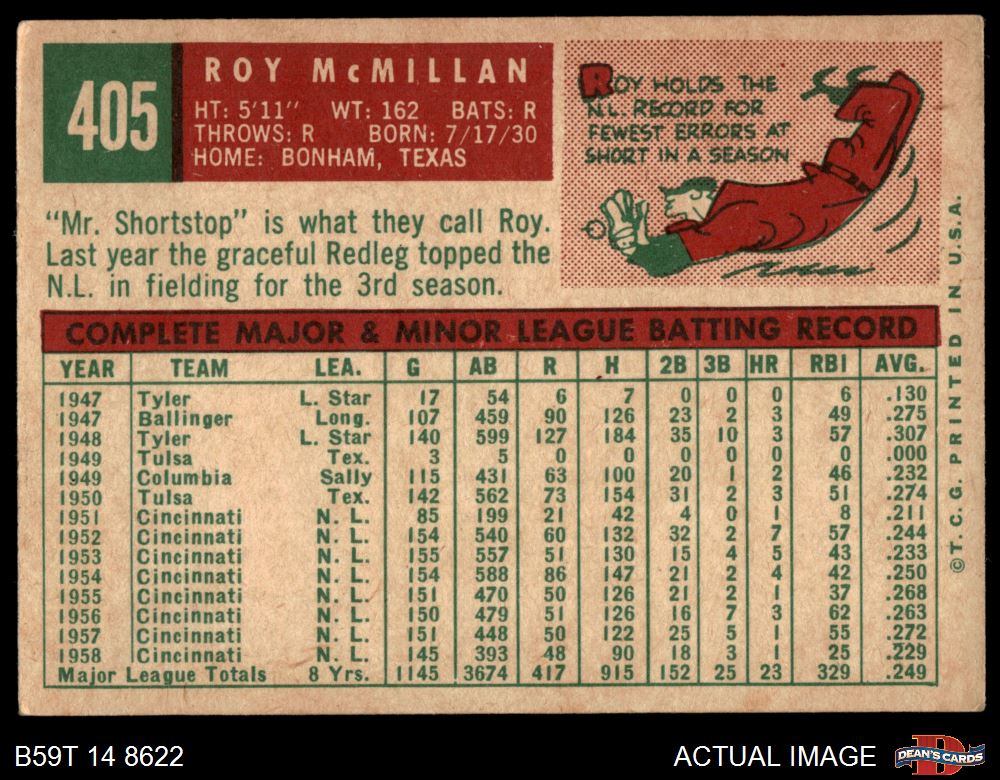 405
ROY McMILLAN
HT: 5'11" WT: 162 BATS: R
THROWS: R BORN: 7/17/30
HOME: BONHAM, TEXAS
ROY HOLDS THE
N.L. RECORD FOR
FEWEST ERRORS AT
SHORT IN A SEASON
"Mr. Shortstop" is what they call Roy.
Last year the graceful Redleg topped the
N.L. in fielding for the 3rd season.
COMPLETE MAJOR & MINOR LEAGUE BATTING RECORD
YEAR TEAM LEA. G AB R H 2B 3B HR RBI AVG.
1947 Tyler L. Star 17 54 6 7 0 0 0 6 .130
1947 Ballinger Long. 107 459 90 126 23 2 3 49 .275
1948 Tyler L. Star 140 599 127 184 35 10 3 57 .307
1949 Tulsa Tex. 3 5 0 0 0 0 0 0 .000
1949 Columbia Sally 115 431 63 100 20 1 2 46 .232
1950 Tulsa Tex. 142 562 73 154 31 2 3 51 .274
1951 Cincinnati N. L. 85 199 21 42 4 0 1 8 .211
1952 Cincinnati N. L. 154 540 60 132 32 2 7 57 .244
1953 Cincinnati N. L. 155 557 51 130 15 4 5 43 .233
1954 Cincinnati N. L. 154 588 86 147 21 2 4 42 .250
1955 Cincinnati N. L. 151 470 50 126 21 2 1 37 .268
1956 Cincinnati N. L. 150 479 51 126 16 7 3 62 .263
1957 Cincinnati N. L. 151 448 50 122 25 5 1 55 .272
1958 Cincinnati N. L. 145 393 48 90 18 3 1 25 .229
Major League Totals 8 Yrs. 1145 3674 417 915 152 25 23 329 .249
©T. C. G. PRINTED IN U.S.A.
B59T 14 8622
ACTUAL IMAGE
DEAN'S CARDS